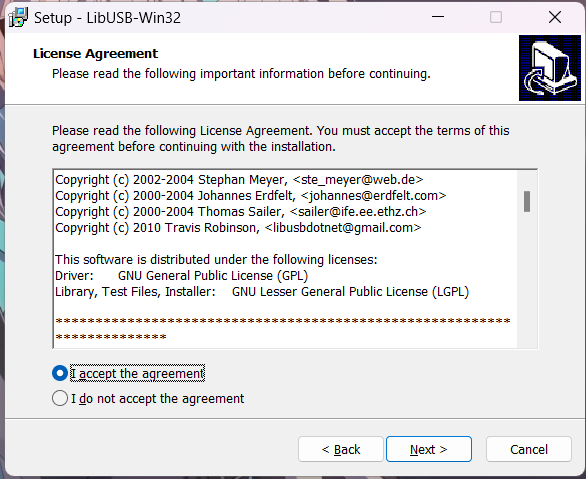 Setup - LibUSB-Win32
License Agreement
Please read the following important information before continuing.
Please read the following License Agreement. You must accept the terms of this
agreement before continuing with the installation.
Copyright (c) 2002-2004 Stephan Meyer, <ste_meyer@web.de>
Copyright (c) 2000-2004 Johannes Erdfelt, <johannes@erdfelt.com>
Copyright (c) 2000-2004 Thomas Sailer, <sailer@ife.ee.ethz.ch>
Copyright (c) 2010 Travis Robinson, <libusbdotnet@gmail.com>
This software is distributed under the following licenses:
Driver: GNU General Public License (GPL)
Library, Test Files, Installer: GNU Lesser General Public License (LGPL)
*********************************************************
**************
I accept the agreement
I do not accept the agreement
< Back
Next >
Cancel